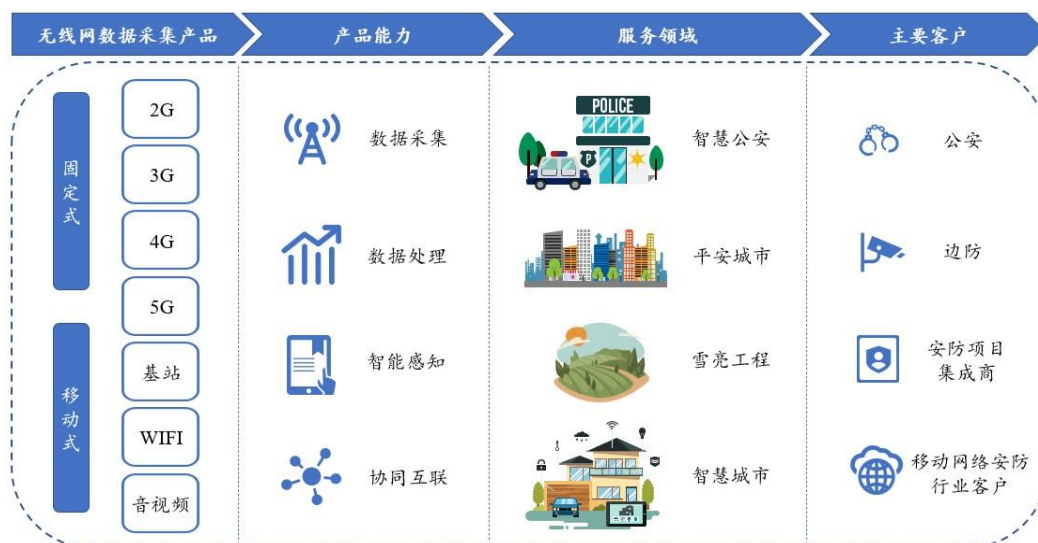 无线网数据采集产品
产品能力
服务领域
主要客户
固定式
移动式
2G
3G
4G
5G
基站
WIFI
音视频
数据采集
数据处理
智能感知
协同互联
POLICE
P
智慧公安
平安城市
雪亮工程
智慧城市
公安
边防
安防项目
集成商
移动网络安防
行业客户